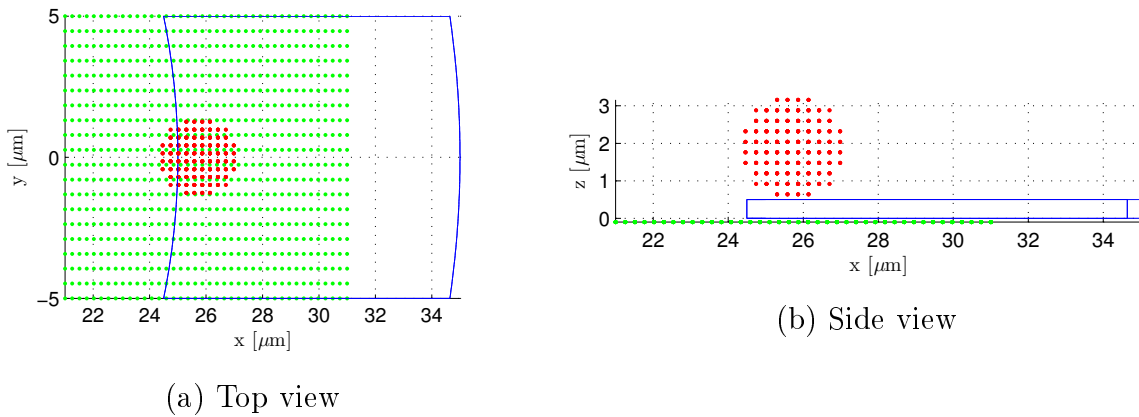 5
0
−5
y [μm]
22 24 26 28 30 32 34
x [μm]
(a) Top view
3
2
1
0
z [μm]
22 24 26 28 30 32 34
x [μm]
(b) Side view